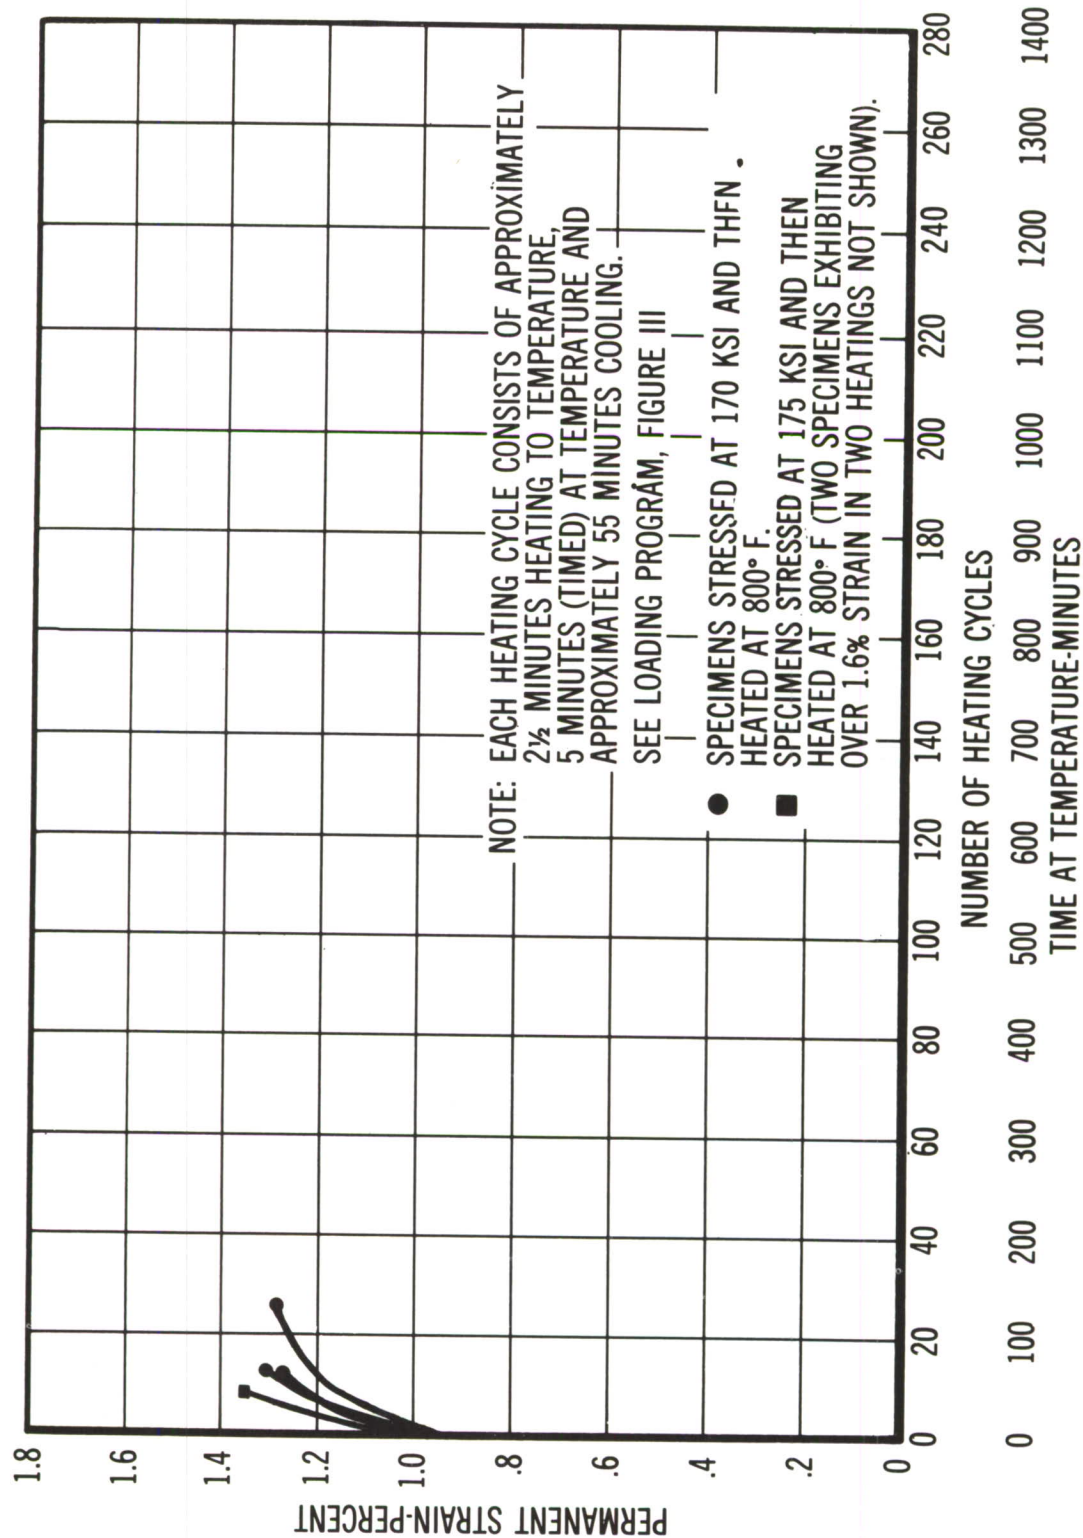 PERMANENT STRAIN-PERCENT
1.8
1.6
1.4
1.2
1.0
.8
.6
.4
.2
0
NOTE: EACH HEATING CYCLE CONSISTS OF APPROXIMATELY
2½ MINUTES HEATING TO TEMPERATURE,
5 MINUTES (TIMED) AT TEMPERATURE AND
APPROXIMATELY 55 MINUTES COOLING.
SEE LOADING PROGRAM, FIGURE III
SPECIMENS STRESSED AT 170 KSI AND THEN
HEATED AT 800° F.
SPECIMENS STRESSED AT 175 KSI AND THEN
HEATED AT 800° F (TWO SPECIMENS EXHIBITING
OVER 1.6% STRAIN IN TWO HEATINGS NOT SHOWN).
0 20 40 60 80 100 120 140 160 180 200 220 240 260 280
NUMBER OF HEATING CYCLES
0 100 200 300 400 500 600 700 800 900 1000 1100 1200 1300 1400
TIME AT TEMPERATURE-MINUTES